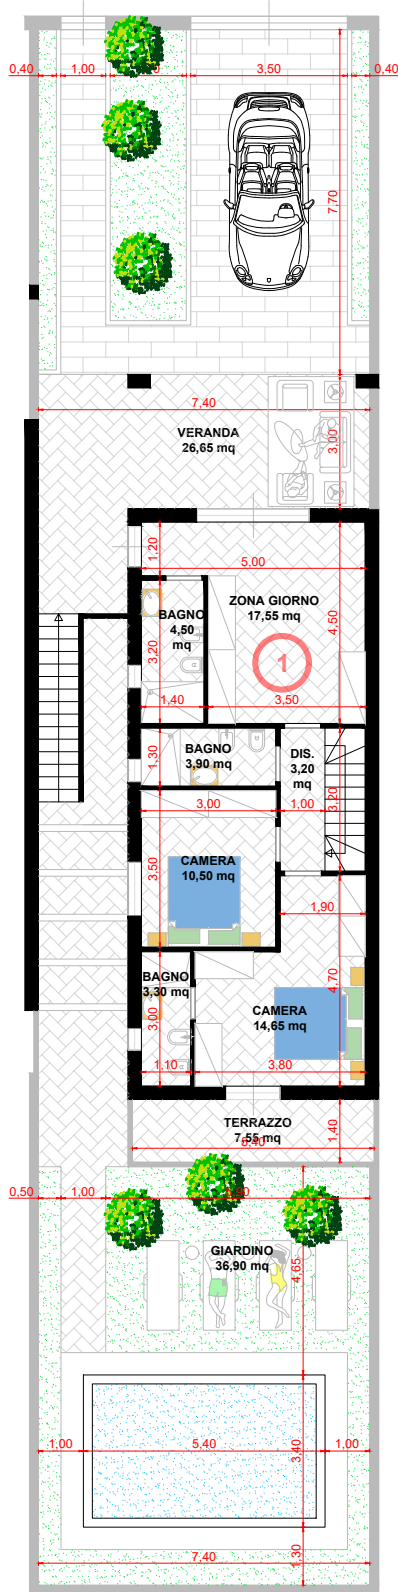 0,40
1,00
3,50
0,40
7,70
7,40
VERANDA
26,65 mq
3,00
1,20
5,00
BAGNO
4,50
mq
ZONA GIORNO
17,55 mq
4,50
3,20
1
1,40
3,50
1,30
BAGNO
3,90 mq
DIS.
3,20
mq
3,00
1,00
3,20
3,50
CAMERA
10,50 mq
1,90
4,70
BAGNO
3,30 mq
3,00
CAMERA
14,65 mq
1,10
3,80
TERRAZZO
7,55 mq
5,40
1,40
0,50
1,00
GIARDINO
36,90 mq
4,65
1,00
5,40
1,00
3,40
7,40
1,30